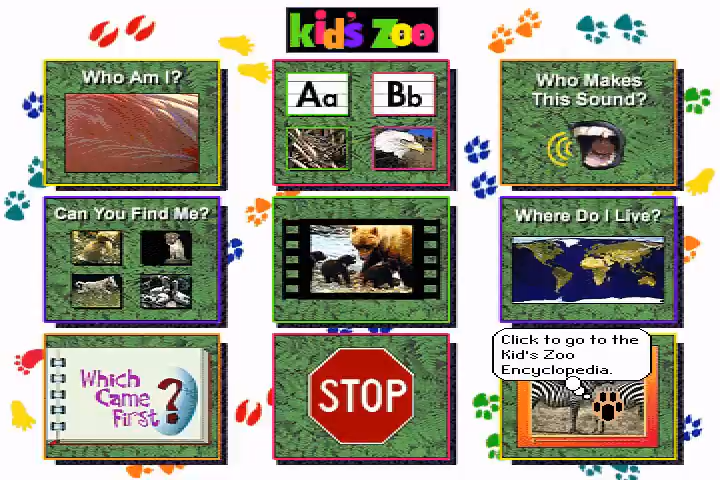 kid's Zoo
Who Am I?
Aa
Bb
Who Makes
This Sound?
Can You Find Me?
Where Do I Live?
Which
Came
First
?
STOP
Click to go to the
Kid's Zoo
Encyclopedia.